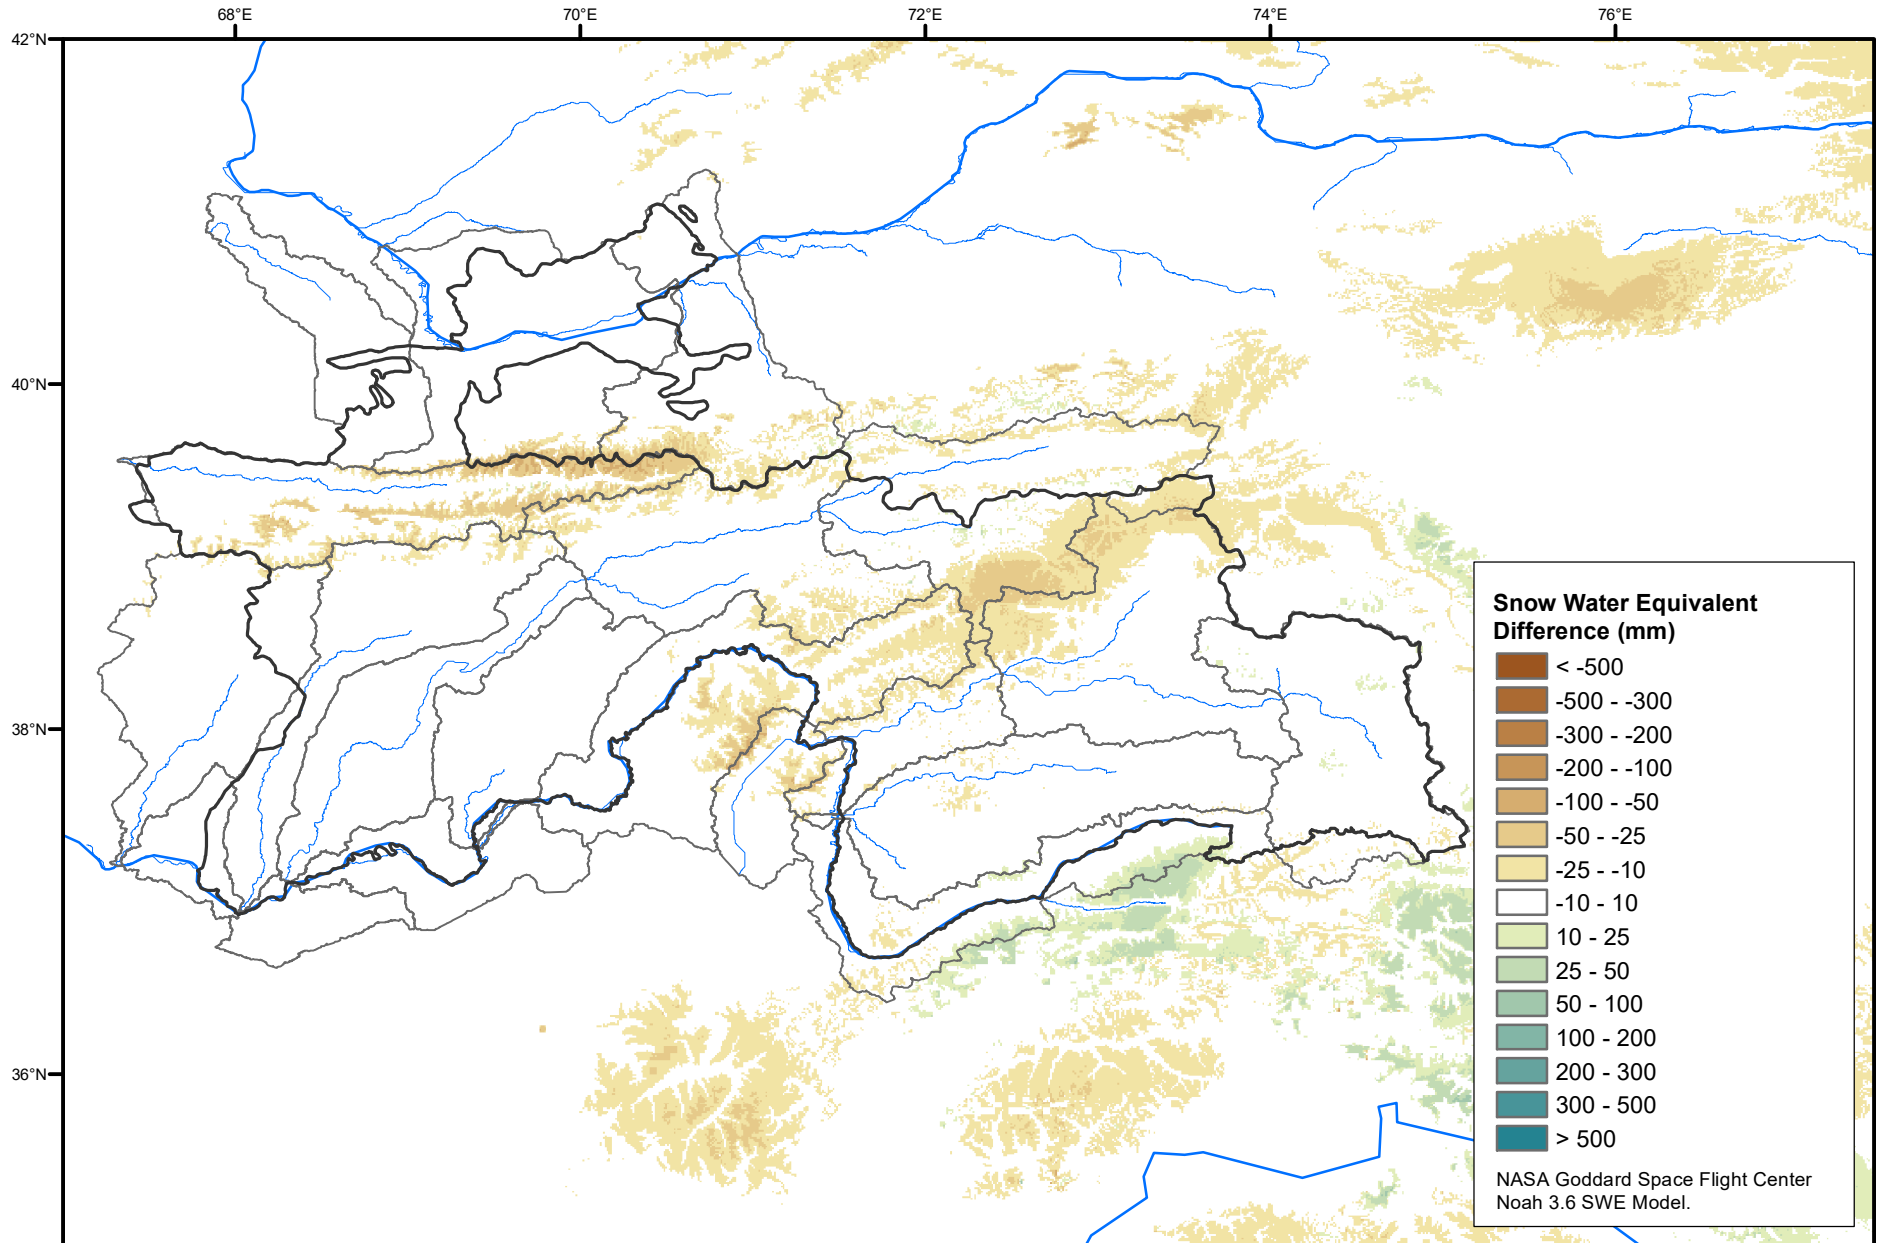 68°E 70°E 72°E 74°E 76°E
42°N
40°N
38°N
36°N
Snow Water Equivalent
Difference (mm)
< -500
-500 - -300
-300 - -200
-200 - -100
-100 - -50
-50 - -25
-25 - -10
-10 - 10
10 - 25
25 - 50
50 - 100
100 - 200
200 - 300
300 - 500
> 500
NASA Goddard Space Flight Center
Noah 3.6 SWE Model.